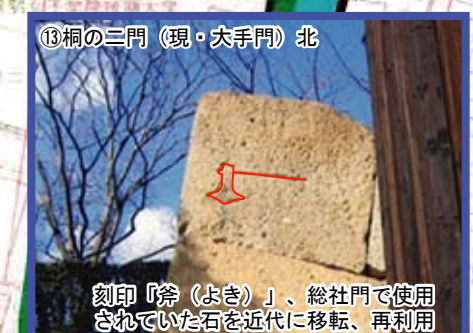 ⑬桐の二門（現・大手門）北
刻印「斧（よき）」、総社門で使用
されていた石を近代に移転、再利用